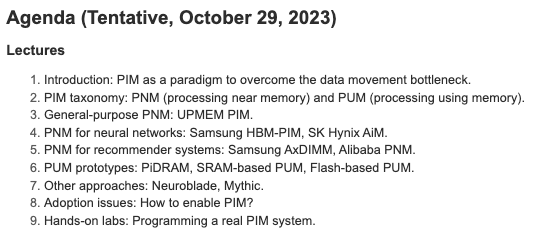 Agenda (Tentative, October 29, 2023)
Lectures
1. Introduction: PIM as a paradigm to overcome the data movement bottleneck.
2. PIM taxonomy: PNM (processing near memory) and PUM (processing using memory).
3. General-purpose PNM: UPMEM PIM.
4. PNM for neural networks: Samsung HBM-PIM, SK Hynix AiM.
5. PNM for recommender systems: Samsung AxDIMM, Alibaba PNM.
6. PUM prototypes: PiDRAM, SRAM-based PUM, Flash-based PUM.
7. Other approaches: Neuroblade, Mythic.
8. Adoption issues: How to enable PIM?
9. Hands-on labs: Programming a real PIM system.